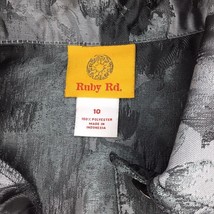 Ruby Rd.
10
100% POLYESTER
MADE IN
INDONESIA